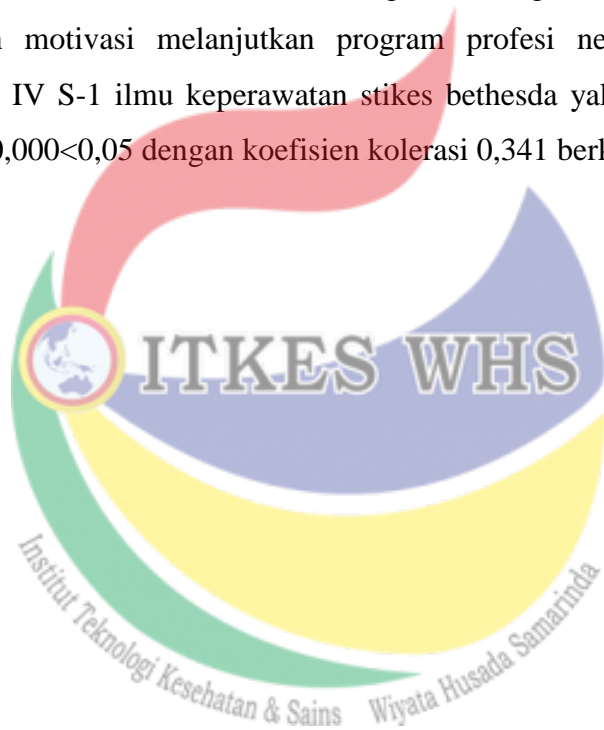 motivasi melanjutkan program profesi ne
IV S-1 ilmu keperawatan stikes bethesda
0,000<0,05 dengan koefisien kolerasi 0,341
ITKES WHS
Institut Teknologi Kesehatan & Sains Wiyata Husada Samarinda